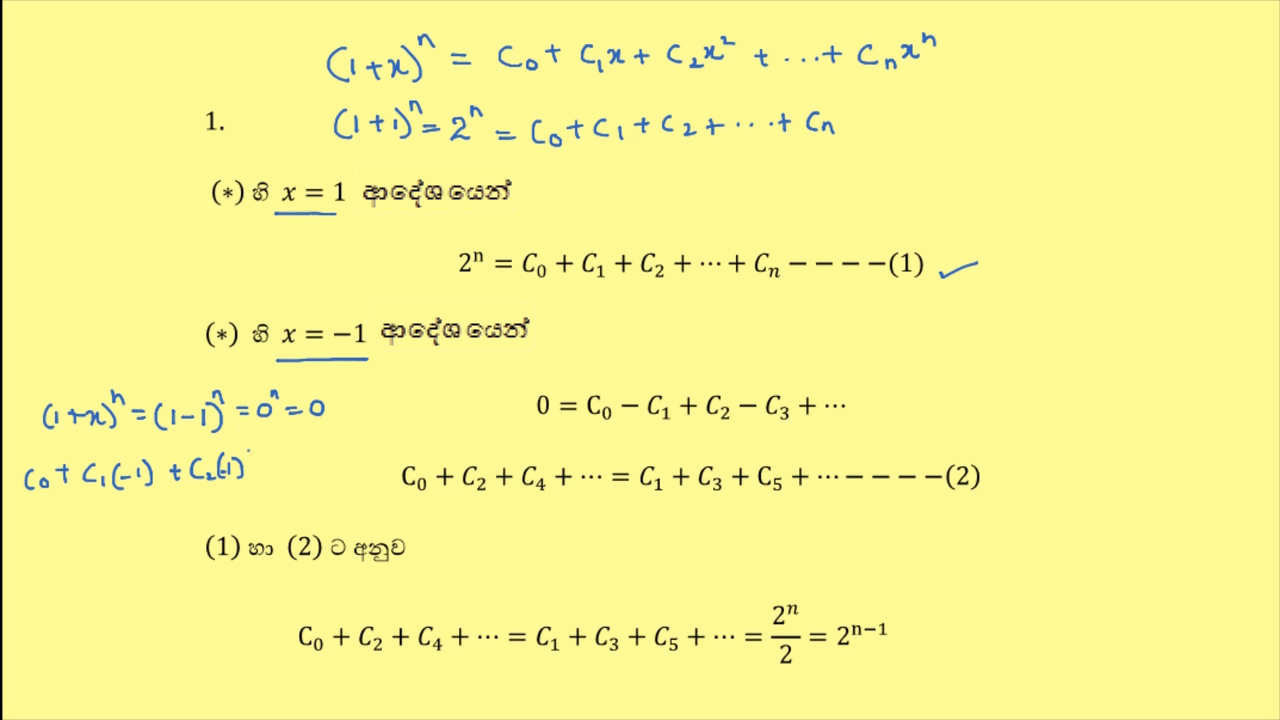 (1+x)ⁿ = C₀ + C₁x + C₂x² + ... + Cₙxⁿ
1. (1+1)ⁿ = 2ⁿ = C₀ + C₁ + C₂ + ... + Cₙ
(∗) හි x = 1 ආදේශයෙන්
2ⁿ = C₀ + C₁ + C₂ + ⋯ + Cₙ − − − −(1)
(∗) හි x = −1 ආදේශයෙන්
(1+x)ⁿ = (1−1)ⁿ = 0ⁿ = 0
0 = C₀ − C₁ + C₂ − C₃ + ⋯
C₀ + C₁(−1) + C₂(−1)
C₀ + C₂ + C₄ + ⋯ = C₁ + C₃ + C₅ + ⋯ − − − −(2)
(1) හා (2) ට අනුව
C₀ + C₂ + C₄ + ⋯ = C₁ + C₃ + C₅ + ⋯ = 2ⁿ/2 = 2ⁿ⁻¹